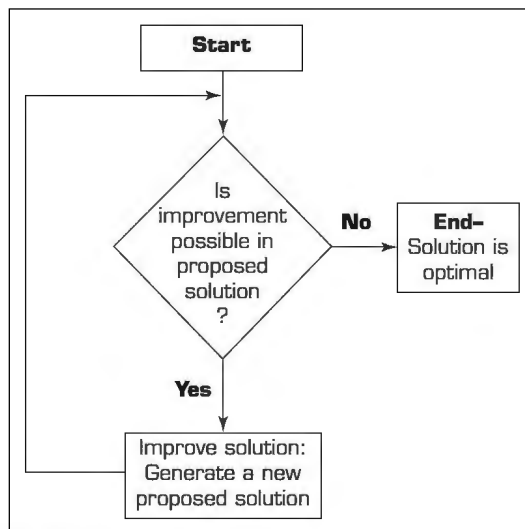 Start
Is
improvement
possible in
proposed
solution
?
No
End–
Solution is
optimal
Yes
Improve solution:
Generate a new
proposed solution